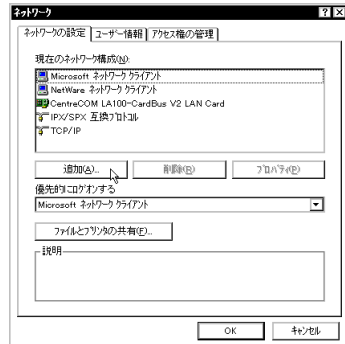 ネットワーク
ネットワークの設定 ユーザー情報 アクセス権の管理
現在のネットワーク構成(N):
Microsoft ネットワーク クライアント
NetWare ネットワーク クライアント
CentreCOM LA100-CardBus V2 LAN Card
IPX/SPX 互換プロトコル
TCP/IP
追加(A)... 削除(R) プロパティ(P)
優先的にログオンする
Microsoft ネットワーク クライアント
ファイルとプリンタの共有(F)...
説明
OK キャンセル